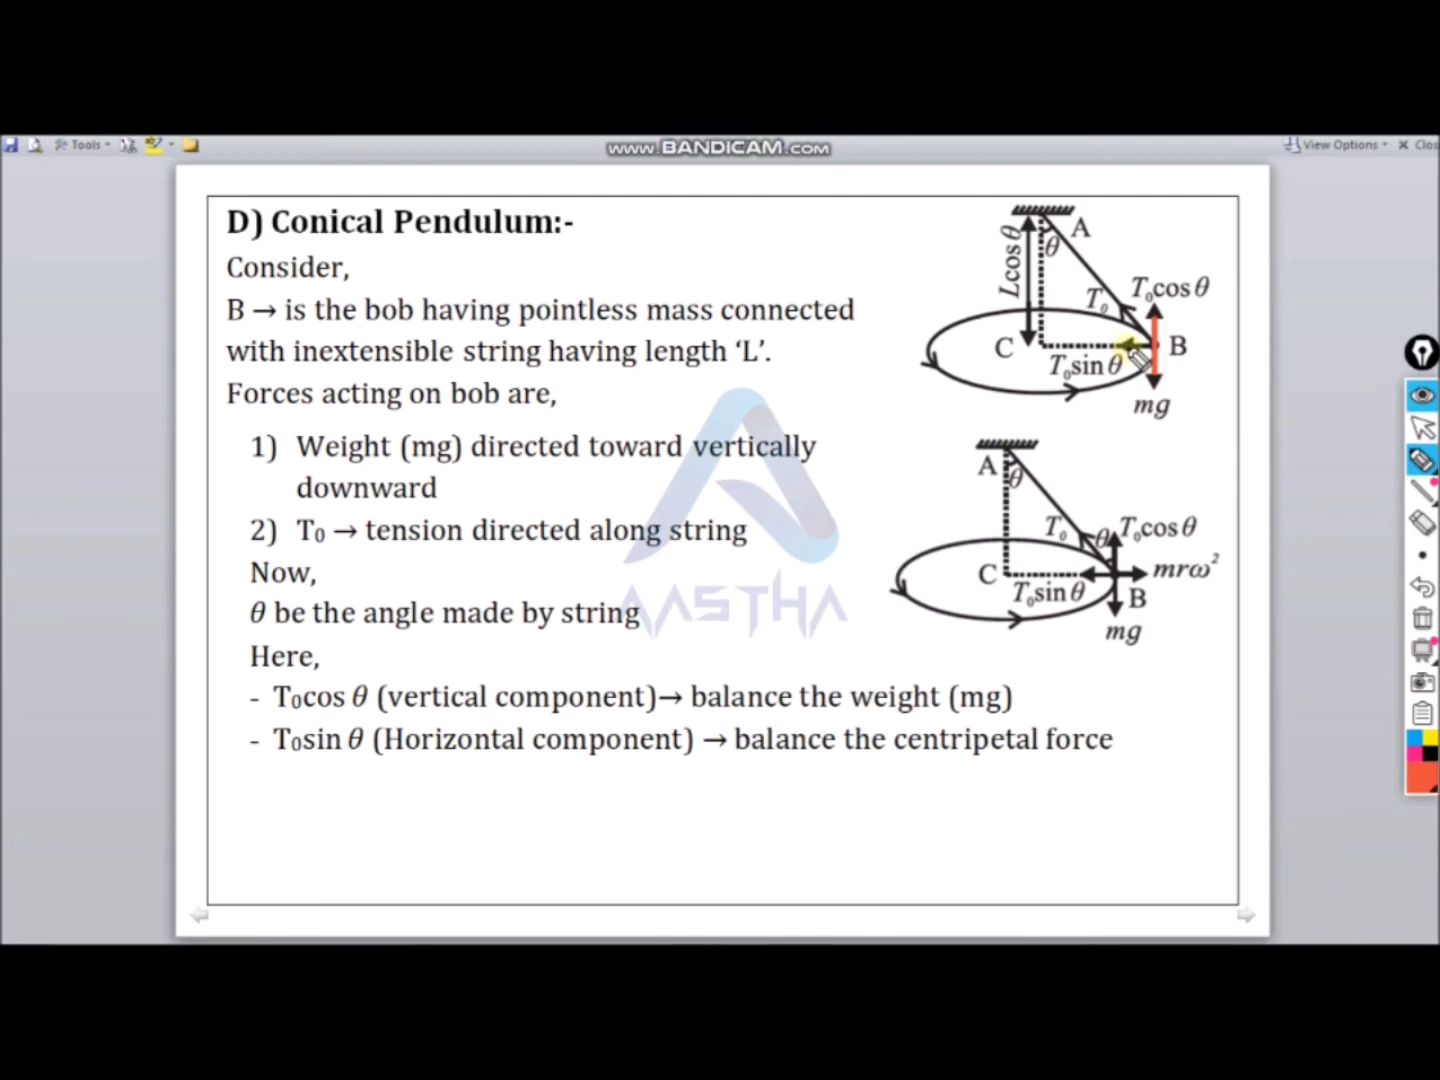 Tools
www.BANDICAM.com
View Options
Clos
D) Conical Pendulum:-
Consider,
B → is the bob having pointless mass connected
with inextensible string having length ‘L’.
Forces acting on bob are,
1) Weight (mg) directed toward vertically
downward
2) T₀ → tension directed along string
Now,
θ be the angle made by string
Here,
- T₀cos θ (vertical component)→ balance the weight (mg)
- T₀sin θ (Horizontal component) → balance the centripetal force
A
θ
Lcos θ
T₀
T₀cos θ
C
B
T₀sin θ
mg
A
θ
T₀
θ
T₀cos θ
C
mrω²
T₀sin θ
B
mg
AASTHA